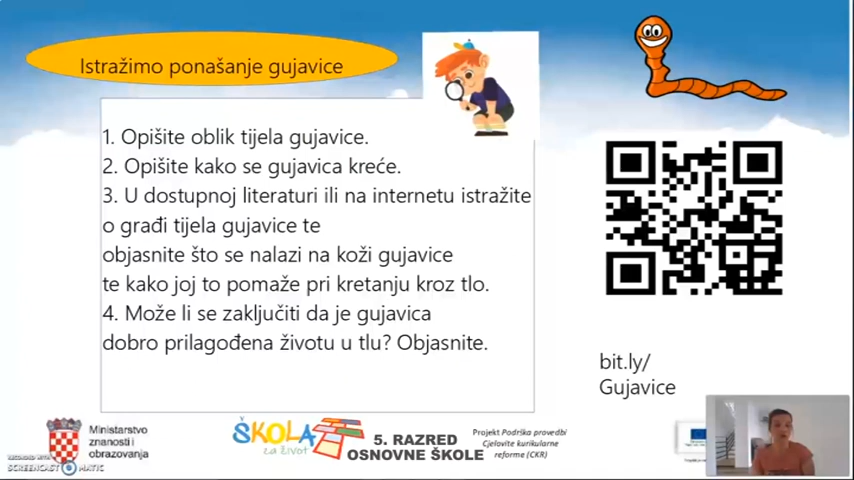 Istražimo ponašanje gujavice
1. Opišite oblik tijela gujavice.
2. Opišite kako se gujavica kreće.
3. U dostupnoj literaturi ili na internetu istražite
o građi tijela gujavice te
objasnite što se nalazi na koži gujavice
te kako joj to pomaže pri kretanju kroz tlo.
4. Može li se zaključiti da je gujavica
dobro prilagođena životu u tlu? Objasnite.
bit.ly/
Gujavice
Ministarstvo
znanosti i
obrazovanja
ŠKOLA
za život
5. RAZRED
OSNOVNE ŠKOLE
Projekt Podrška provedbi
Cjelovite kurikularne
reforme (CKR)
RECORDED WITH
SCREENCAST MATIC